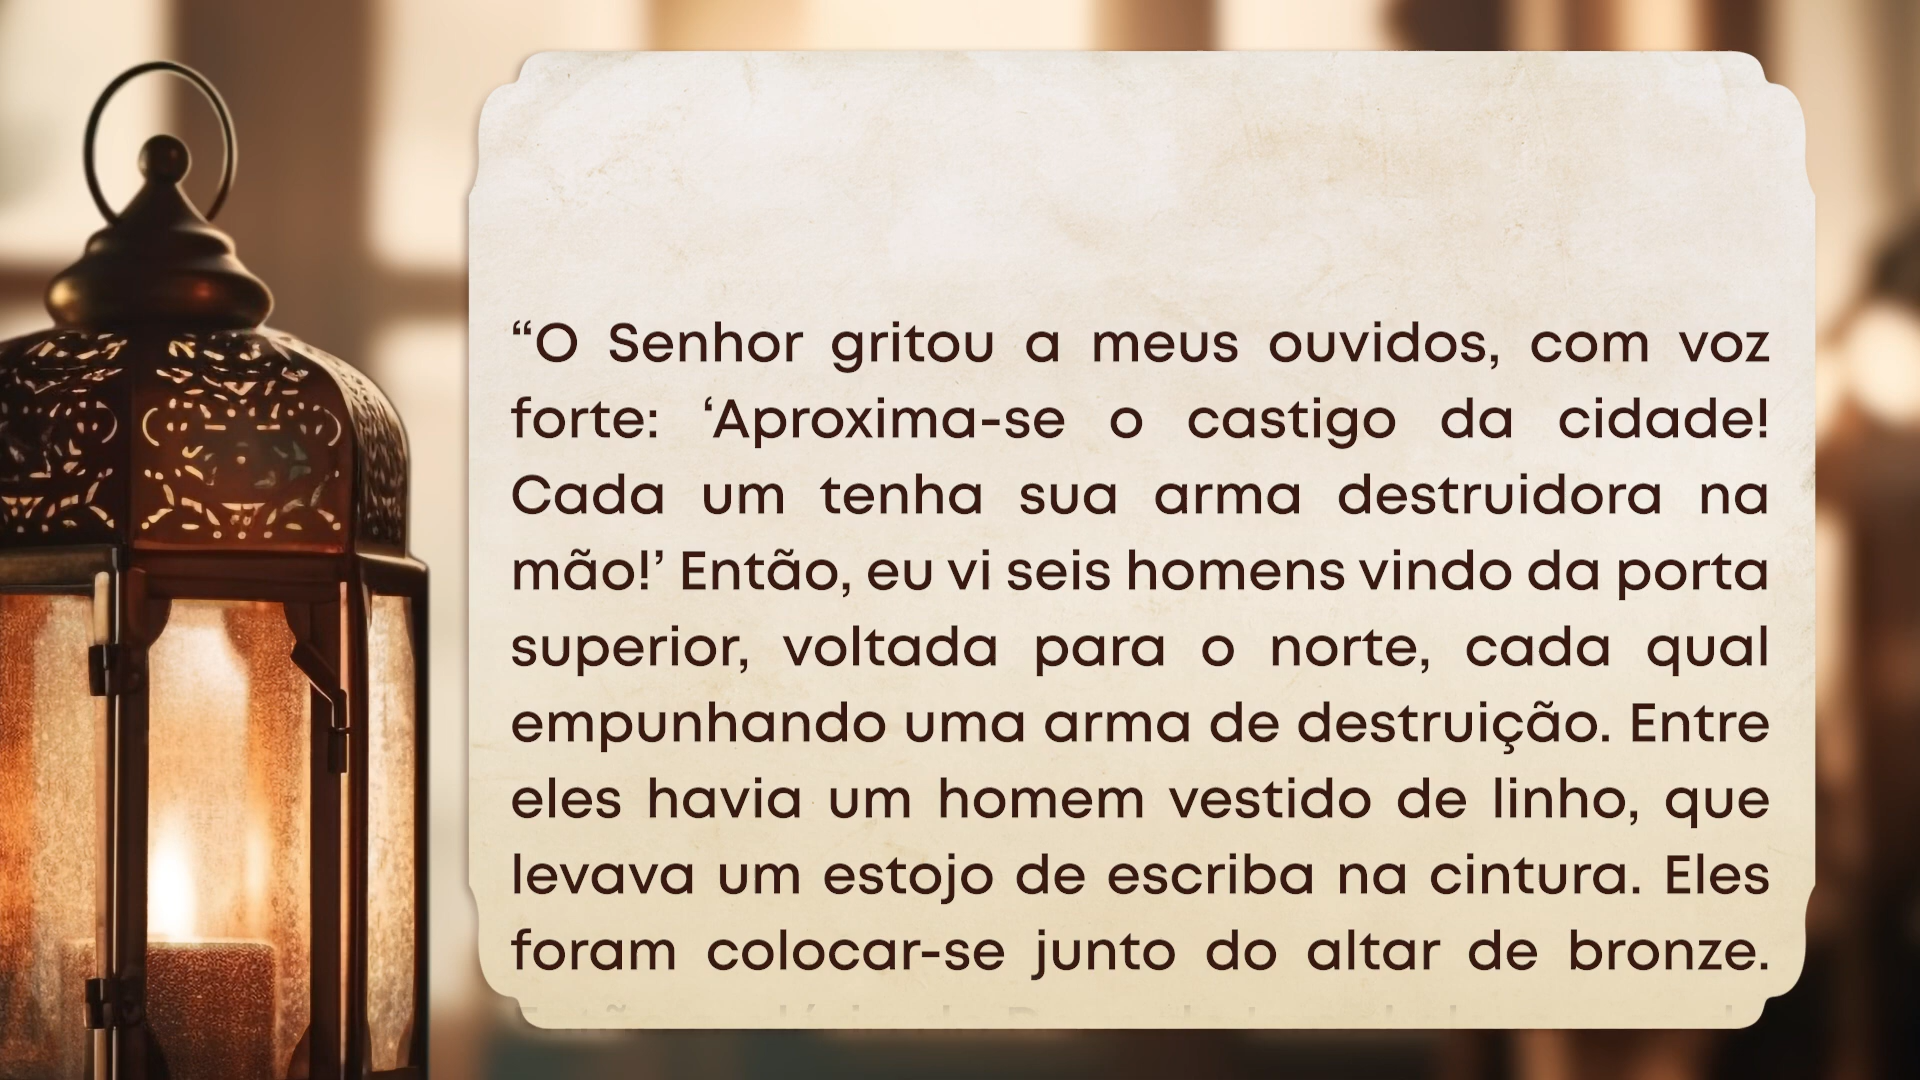 “O Senhor gritou a meus ouvidos, com voz
forte: ‘Aproxima-se o castigo da cidade!
Cada um tenha sua arma destruidora na
mão!’ Então, eu vi seis homens vindo da porta
superior, voltada para o norte, cada qual
empunhando uma arma de destruição. Entre
eles havia um homem vestido de linho, que
levava um estojo de escriba na cintura. Eles
foram colocar-se junto do altar de bronze.